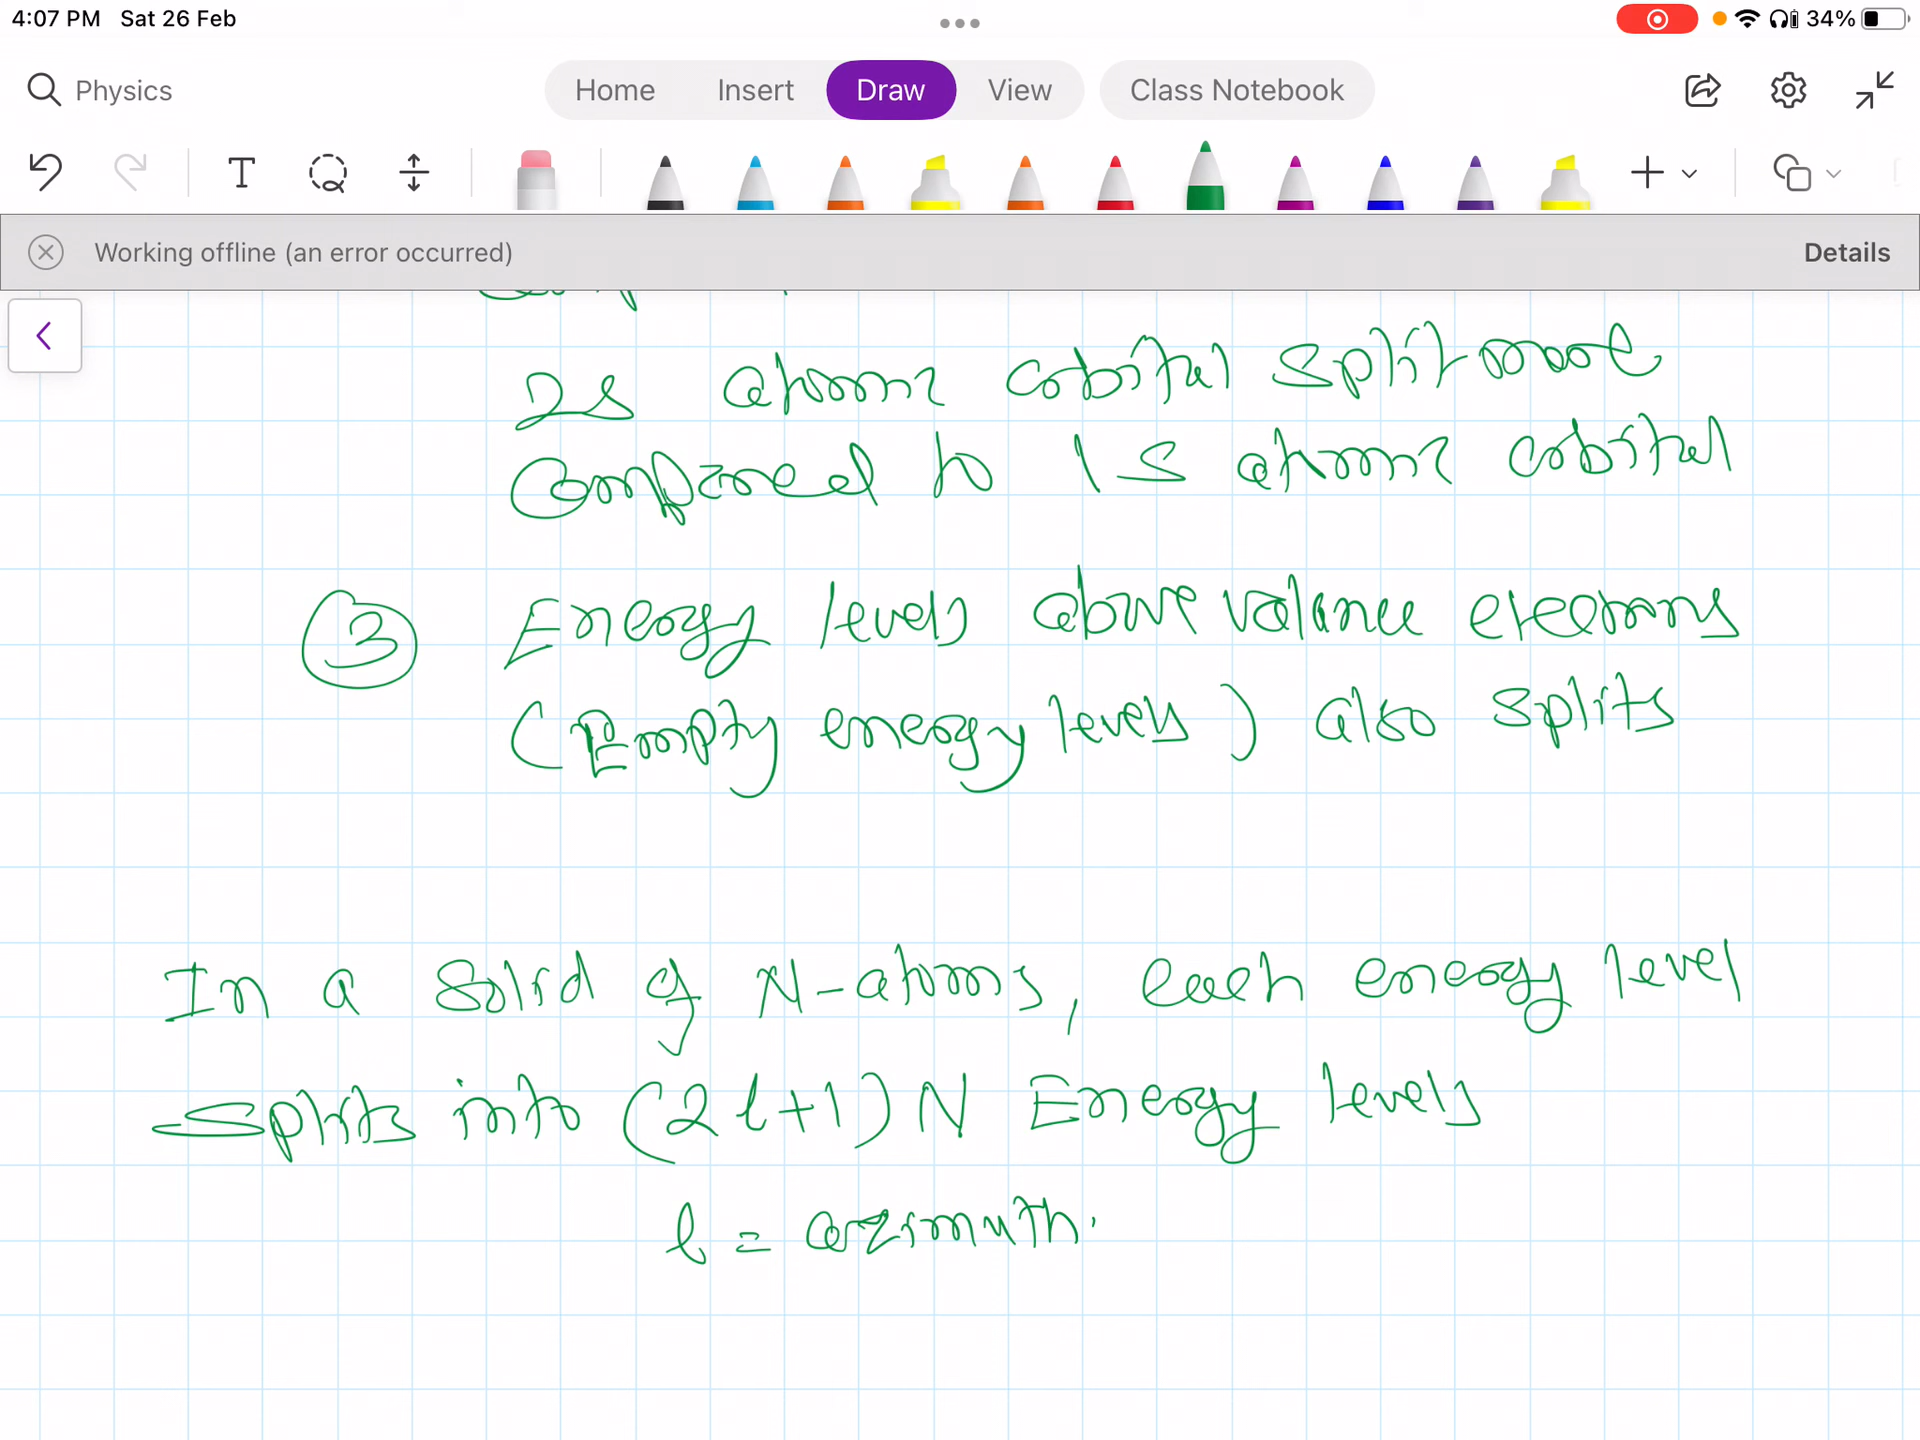 4:07 PM Sat 26 Feb
34%
Physics
Home Insert Draw View Class Notebook
T
Working offline (an error occurred) Details
2s atomic orbital split more
Compared to 1S atomic orbital
3 Energy levels above valance electrons
(Empty energy levels) also splits
In a Solid of N-atoms, each energy level
Splits into (2l+1)N Energy levels
l = azimuth.